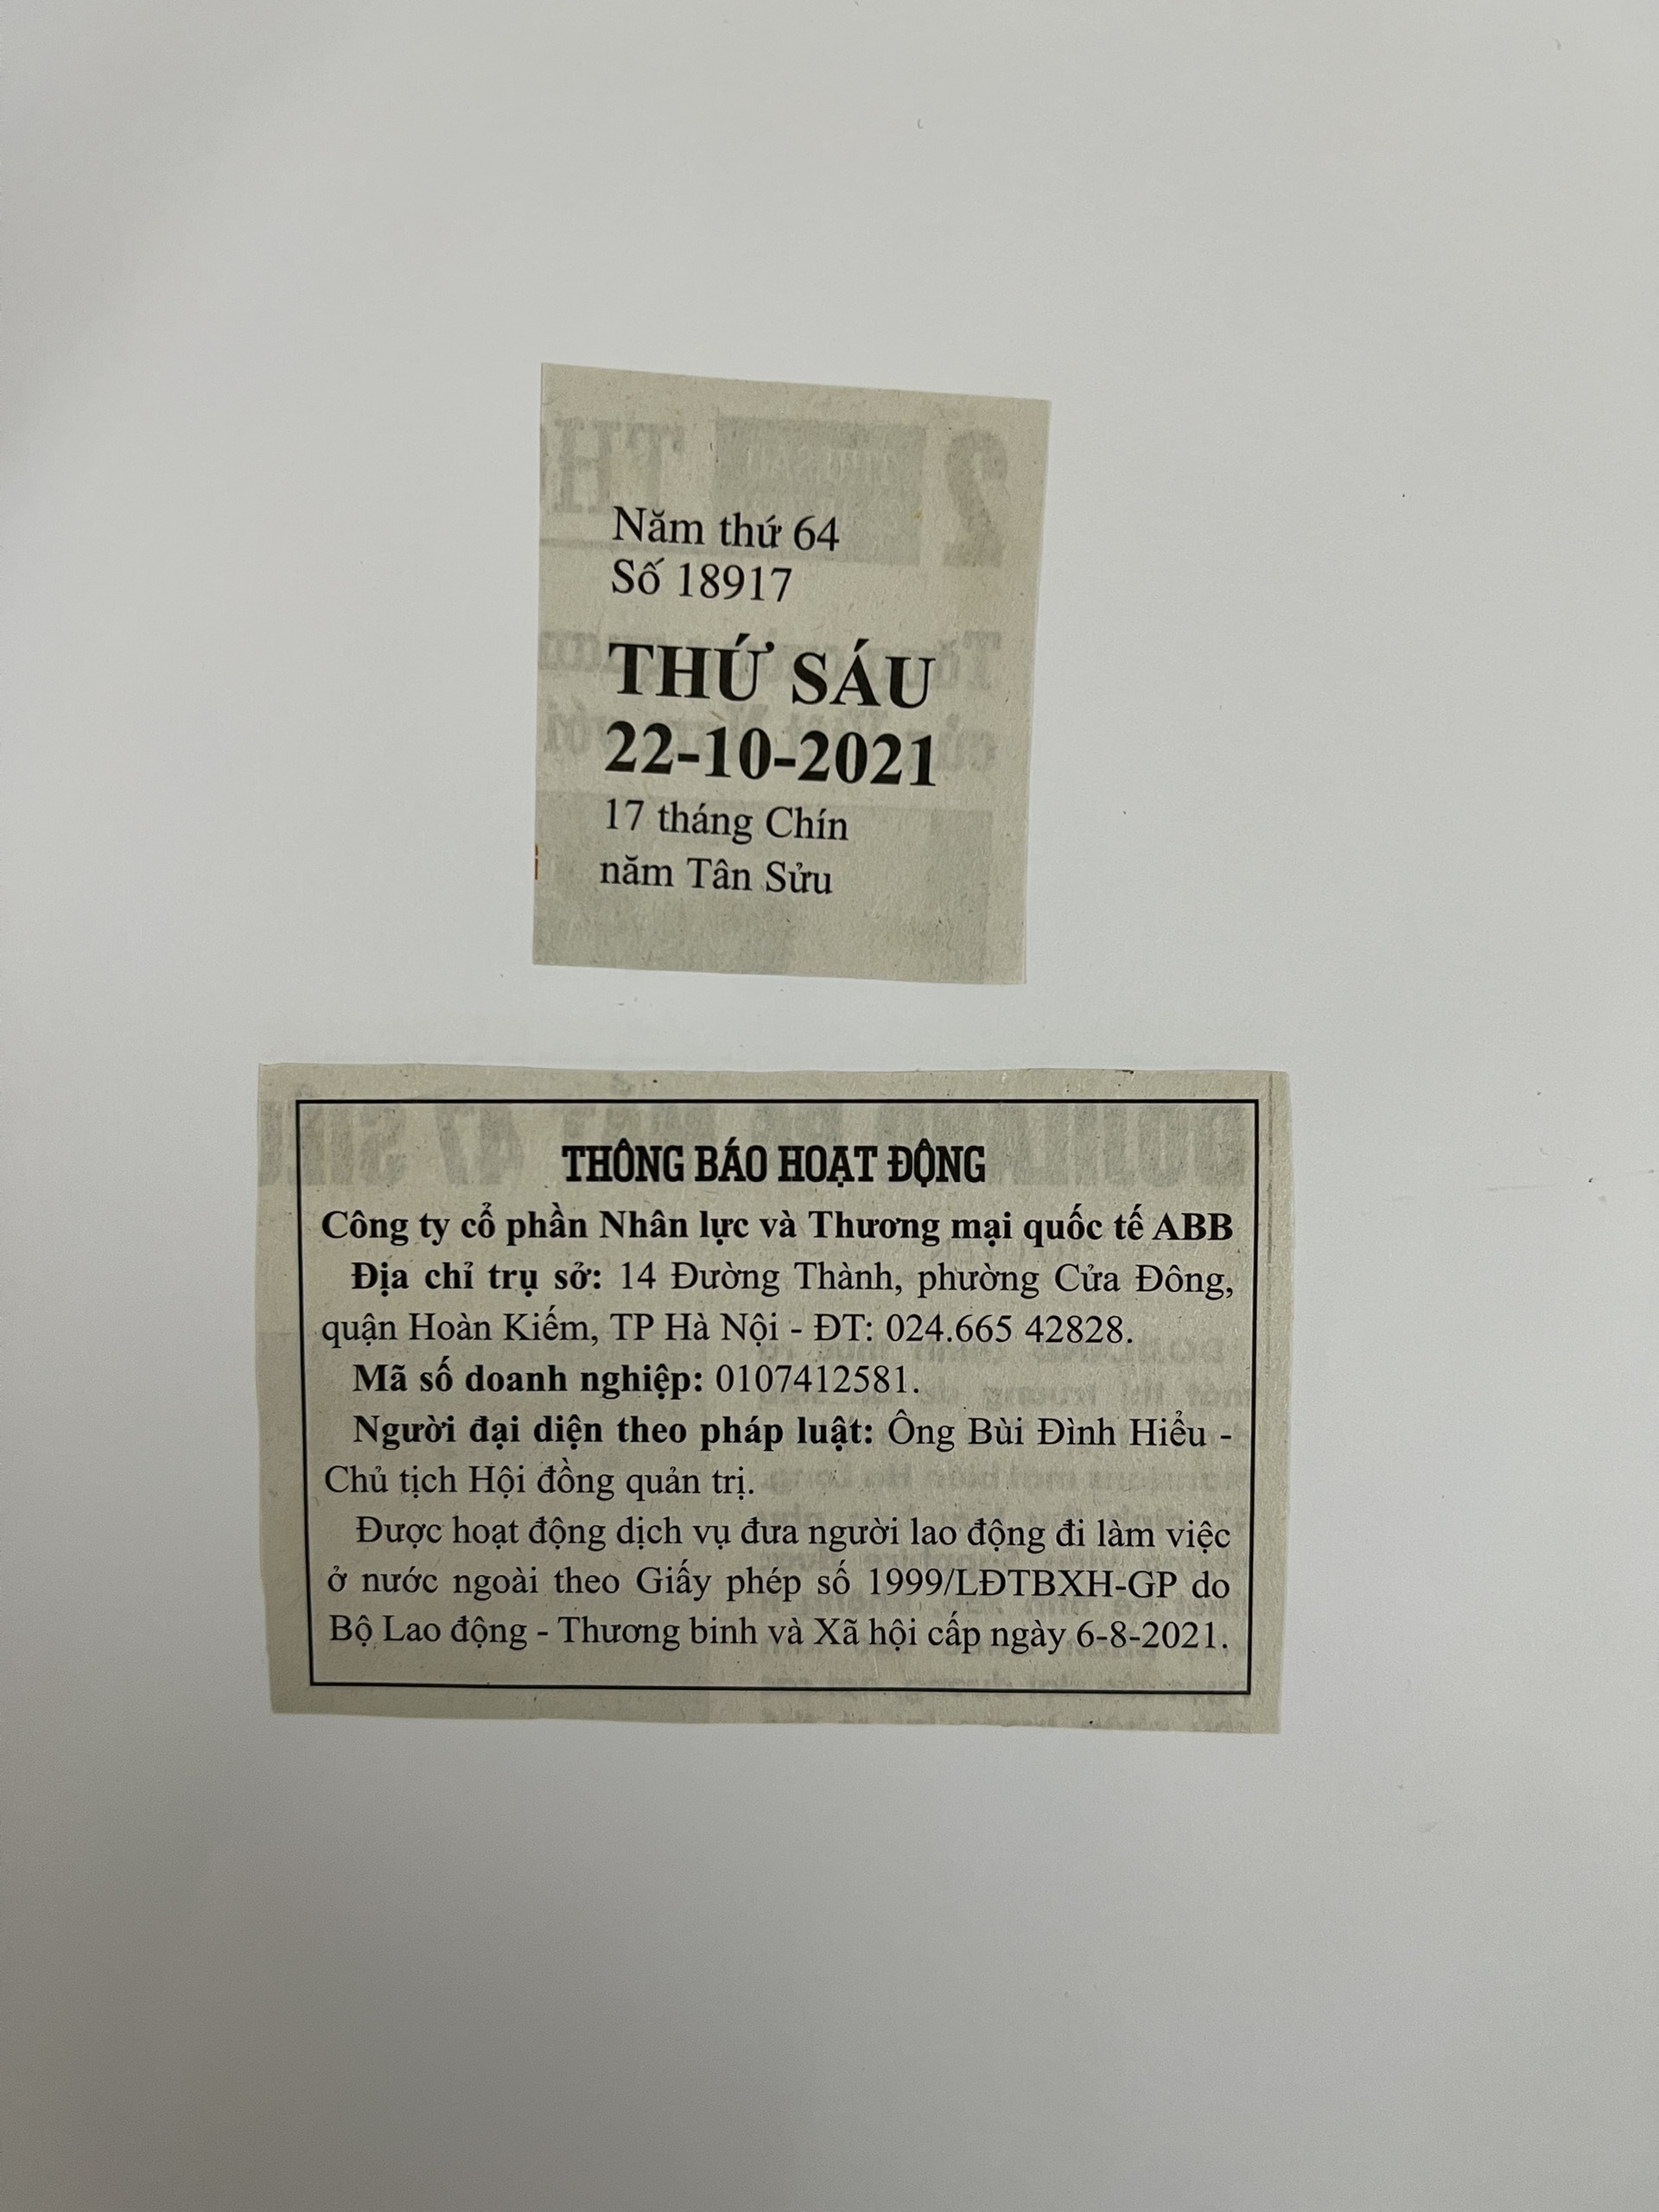 Năm thứ 64
Số 18917
THỨ SÁU
22-10-2021
17 tháng Chín
năm Tân Sửu
THÔNG BÁO HOẠT ĐỘNG
Công ty cổ phần Nhân lực và Thương mại quốc tế ABB
Địa chỉ trụ sở: 14 Đường Thành, phường Cửa Đông,
quận Hoàn Kiếm, TP Hà Nội - ĐT: 024.665 42828.
Mã số doanh nghiệp: 0107412581.
Người đại diện theo pháp luật: Ông Bùi Đình Hiểu -
Chủ tịch Hội đồng quản trị.
Được hoạt động dịch vụ đưa người lao động đi làm việc
ở nước ngoài theo Giấy phép số 1999/LĐTBXH-GP do
Bộ Lao động - Thương binh và Xã hội cấp ngày 6-8-2021.